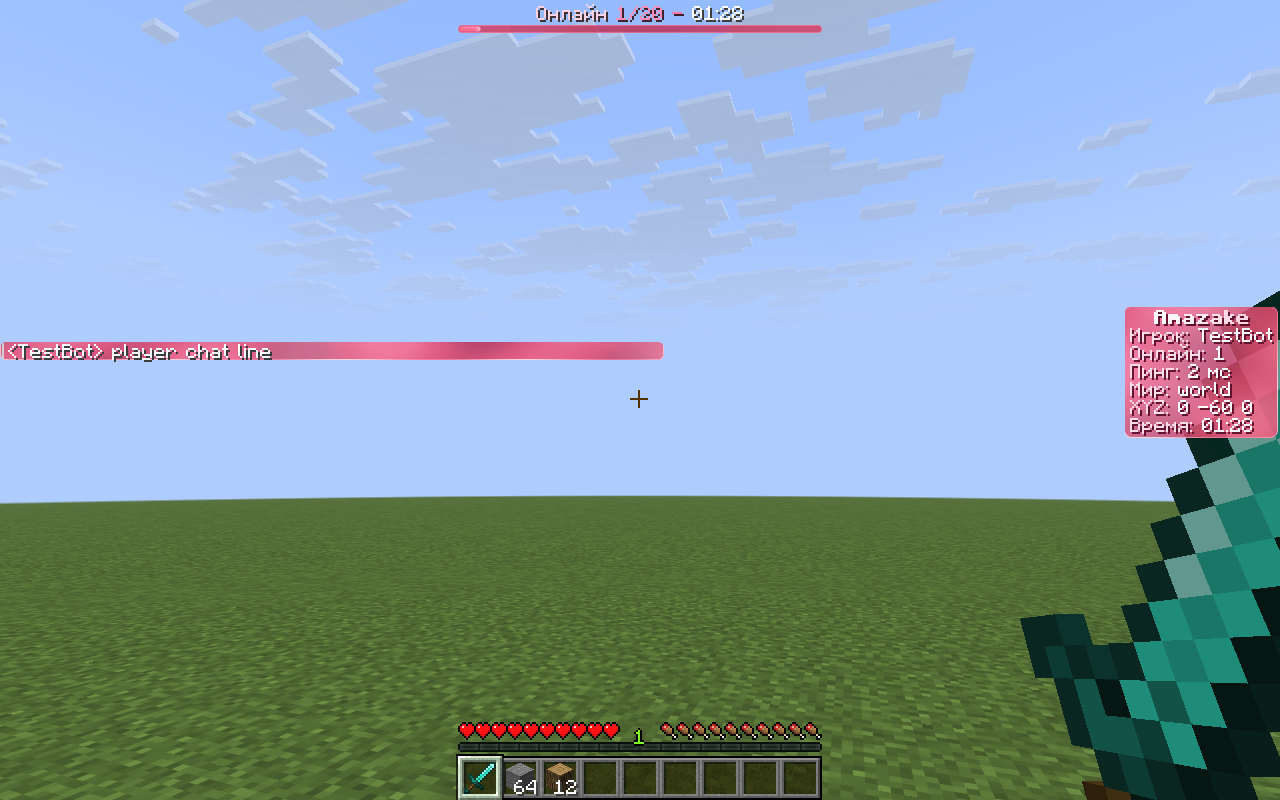 Онлайн 1/20 - 01:28
<TestBot> player chat line
Amazake
Игрок: TestBot
Онлайн: 1
Пинг: 2 мс
Мир: world
XYZ: 0 -60 0
Время: 01:28
1
64 12